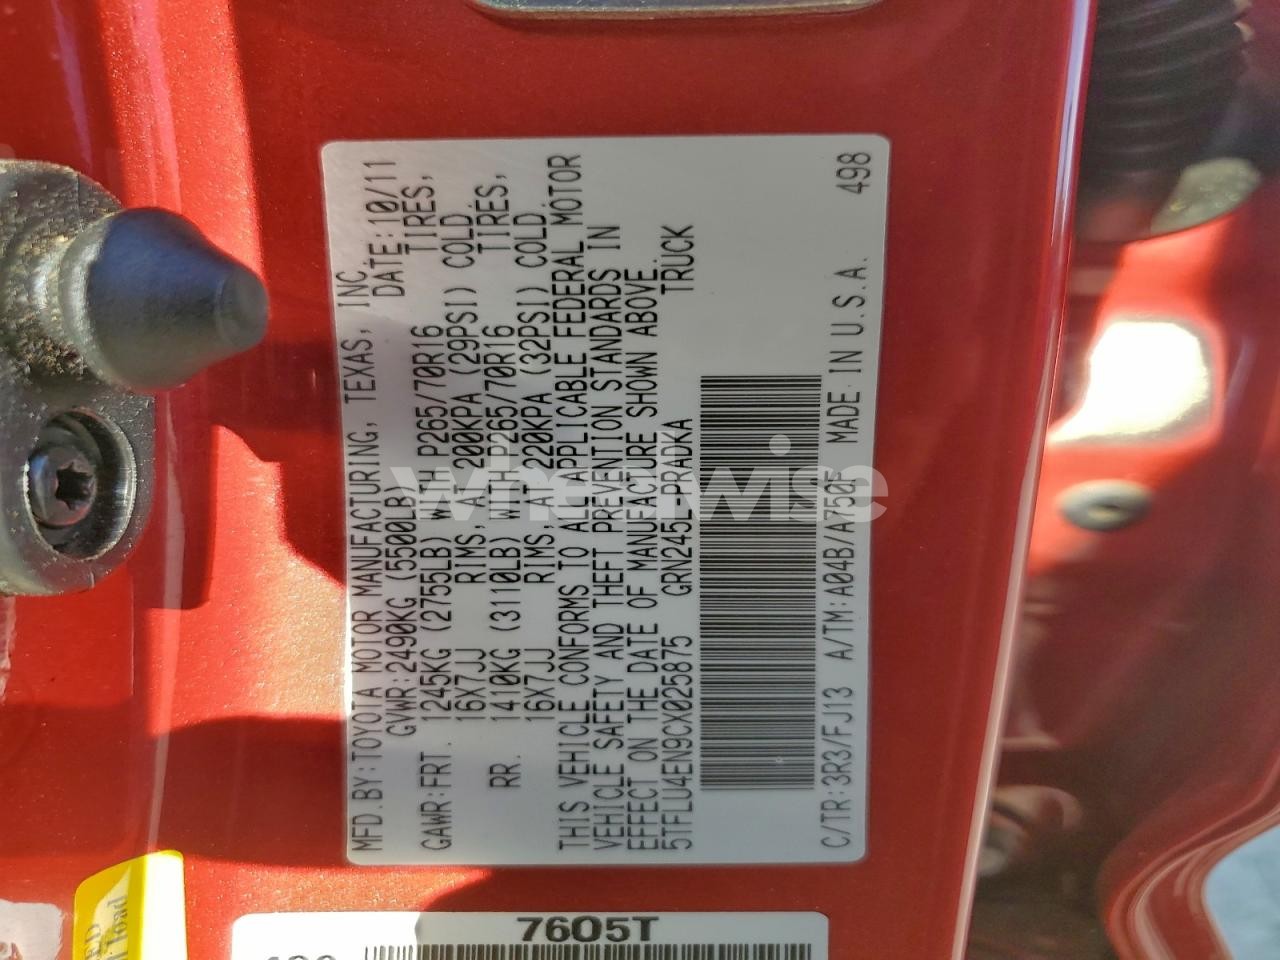 MFD.BY:TOYOTA MOTOR MANUFACTURING, TEXAS, INC.
GVWR:2490KG (5500LB) DATE:10/11
GAWR:FRT. 1245KG (2755LB) WITH P265/70R16 TIRES,
16X7JJ RIMS, AT 200KPA (29PSI) COLD.
RR. 1410KG (3110LB) WITH P265/70R16 TIRES,
16X7JJ RIMS, AT 220KPA (32PSI) COLD.
THIS VEHICLE CONFORMS TO ALL APPLICABLE FEDERAL MOTOR
VEHICLE SAFETY AND THEFT PREVENTION STANDARDS IN
EFFECT ON THE DATE OF MANUFACTURE SHOWN ABOVE.
5TFLU4EN9CX025875 GRN245L-PRADKA TRUCK
C/TR:3R3/FJ13 A/TM:A04B/A750F MADE IN U.S.A. 498
wheelwise
7605T